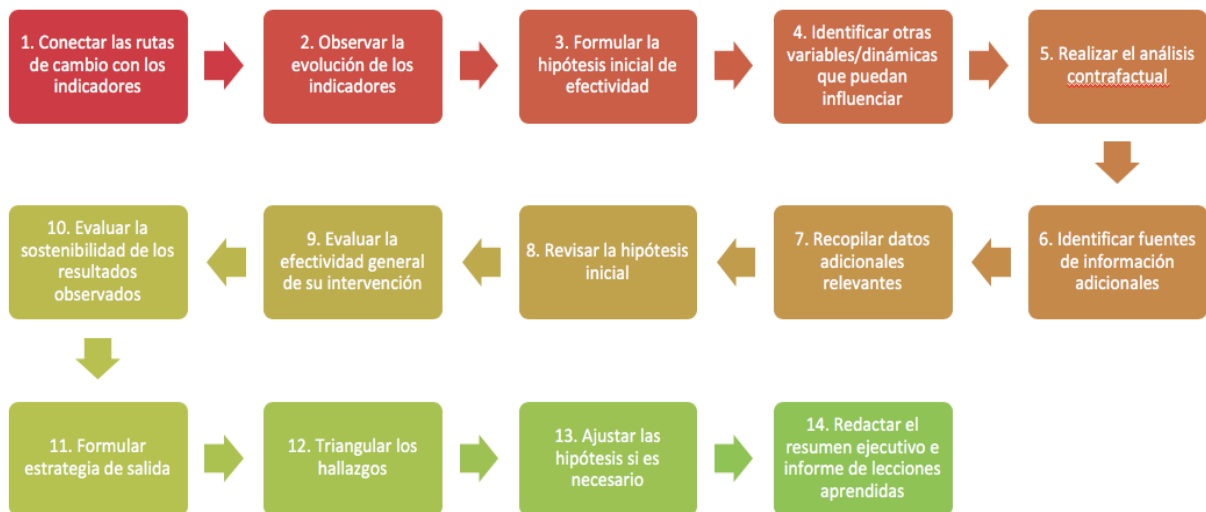 1. Conectar las rutas
de cambio con los
indicadores
2. Observar la
evolución de los
indicadores
3. Formular la
hipótesis inicial de
efectividad
4. Identificar otras
variables/dinámicas
que puedan
influenciar
5. Realizar el análisis
contrafactual
6. Identificar fuentes
de información
adicionales
7. Recopilar datos
adicionales
relevantes
8. Revisar la hipótesis
inicial
9. Evaluar la
efectividad general
de su intervención
10. Evaluar la
sostenibilidad de los
resultados
observados
11. Formular
estrategia de salida
12. Triangular los
hallazgos
13. Ajustar las
hipótesis si es
necesario
14. Redactar el
resumen ejecutivo e
informe de lecciones
aprendidas